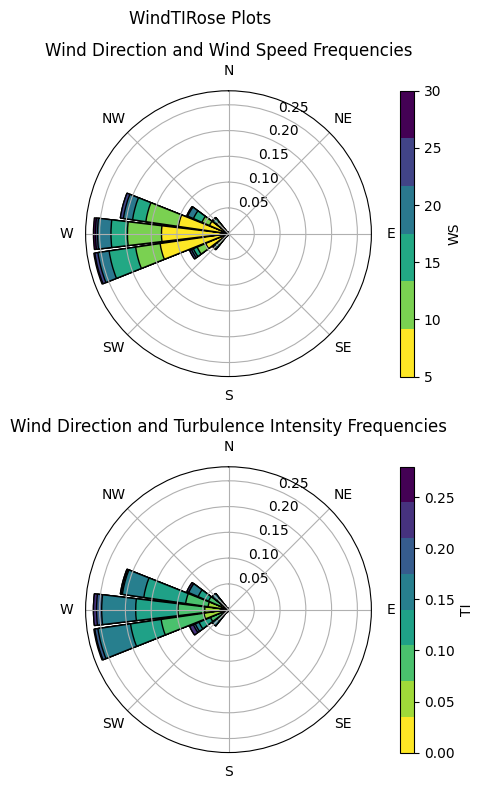 WindTIRose Plots
Wind Direction and Wind Speed Frequencies
N
NW
NE
0.25
0.20
0.15
0.10
0.05
W
E
SW
SE
S
30
25
20
15
10
5
WS
Wind Direction and Turbulence Intensity Frequencies
N
NW
NE
0.25
0.20
0.15
0.10
0.05
W
E
SW
SE
S
0.25
0.20
0.15
0.10
0.05
0.00
TI